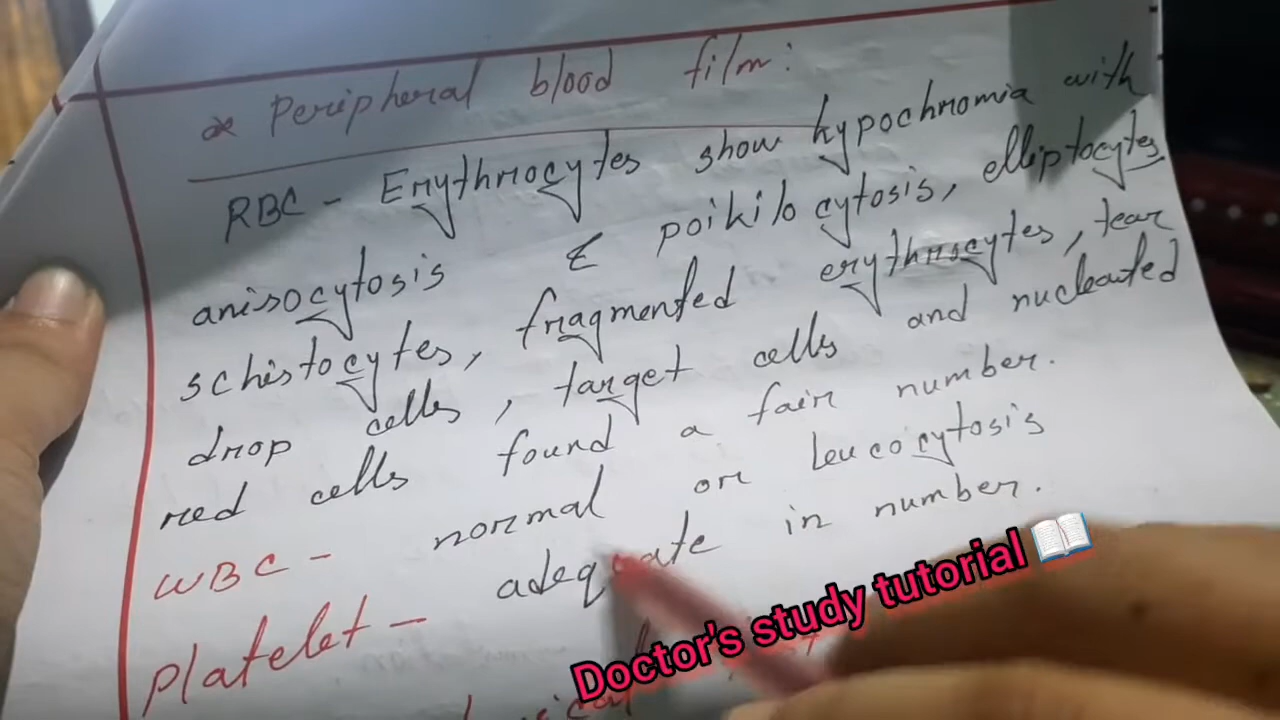 * Peripheral blood film:
RBC - Erythrocytes show hypochromia with
anisocytosis & poikilocytosis, elliptocytes
schistocytes, fragmented erythrocytes, tear
drop cells, target cells and nucleated
red cells found a fair number.
WBC - normal or Leucocytosis
Platelet - adequate in number.
Doctor's study tutorial 📖